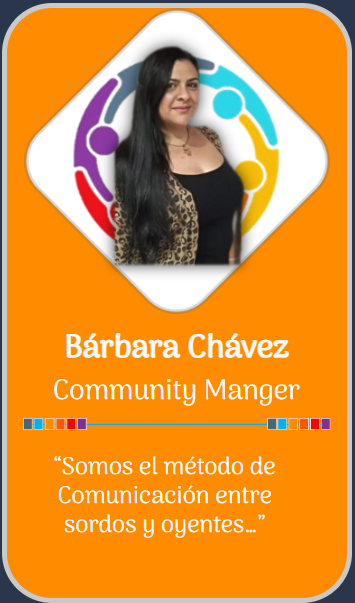 Bárbara Chávez
Community Manger
“Somos el método de
Comunicación entre
sordos y oyentes...”